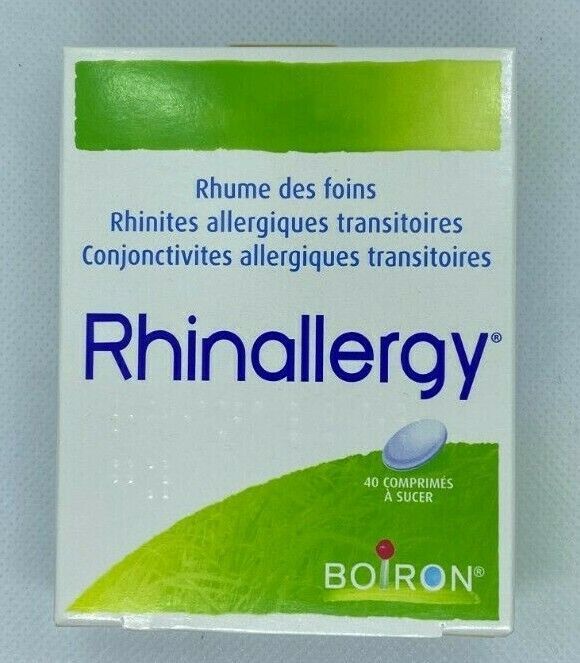 Rhume des foins
Rhinites allergiques transitoires
Conjonctivites allergiques transitoires
Rhinallergy®
40 COMPRIMÉS
À SUCER
BOIRON®